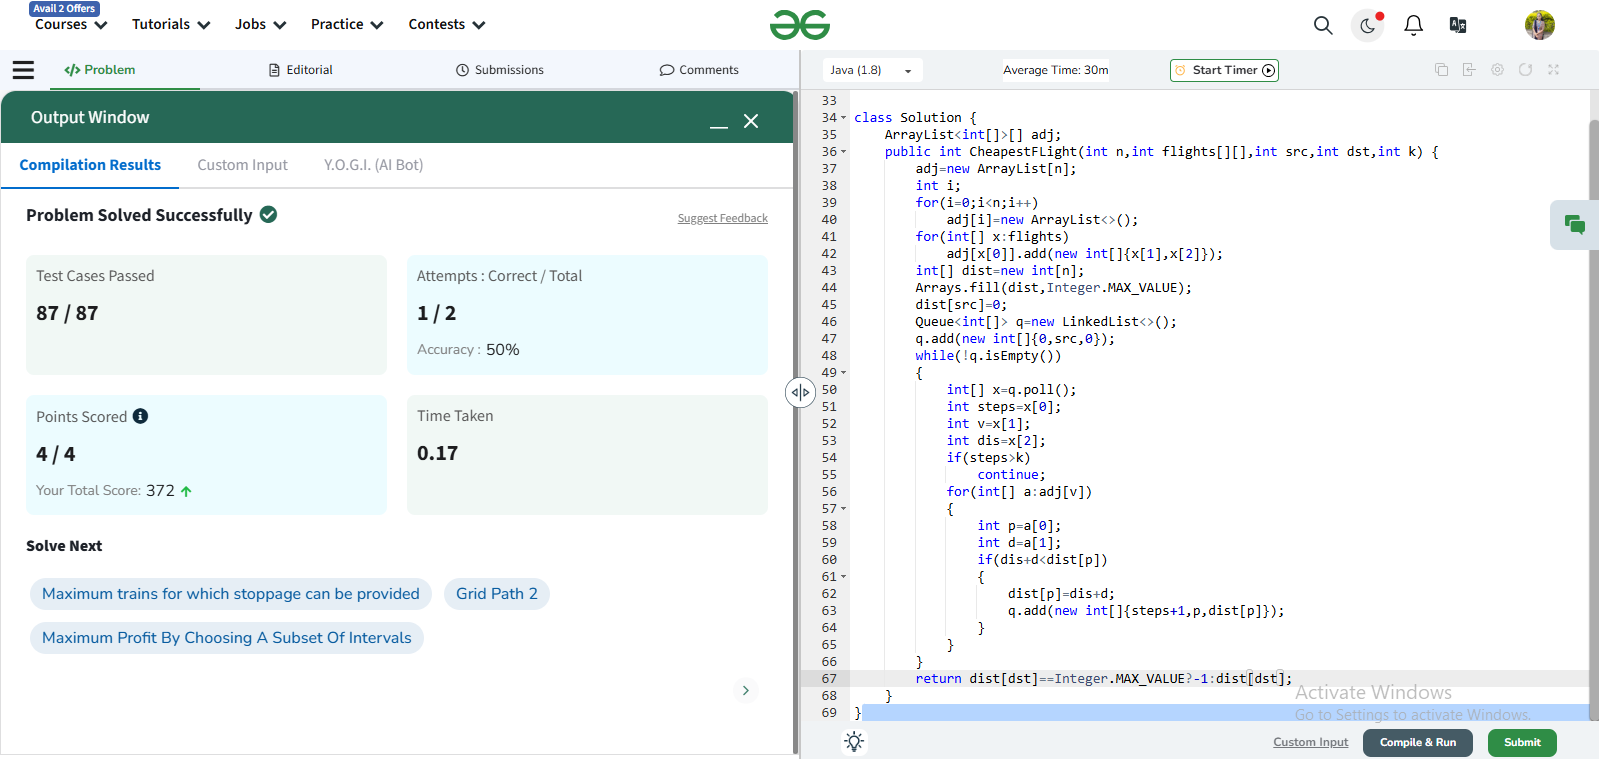 Avail 2 Offers
Courses Tutorials Jobs Practice Contests
Problem Editorial Submissions Comments
Java (1.8) Average Time: 30m Start Timer
Output Window
Compilation Results Custom Input Y.O.G.I. (AI Bot)
Problem Solved Successfully Suggest Feedback
Test Cases Passed
87 / 87
Attempts : Correct / Total
1 / 2
Accuracy : 50%
Points Scored
4 / 4
Your Total Score: 372
Time Taken
0.17
Solve Next
Maximum trains for which stoppage can be provided Grid Path 2
Maximum Profit By Choosing A Subset Of Intervals
33
34 class Solution {
35 ArrayList<int[]>[] adj;
36 public int CheapestFLight(int n,int flights[][],int src,int dst,int k) {
37 adj=new ArrayList[n];
38 int i;
39 for(i=0;i<n;i++)
40 adj[i]=new ArrayList<>();
41 for(int[] x:flights)
42 adj[x[0]].add(new int[]{x[1],x[2]});
43 int[] dist=new int[n];
44 Arrays.fill(dist,Integer.MAX_VALUE);
45 dist[src]=0;
46 Queue<int[]> q=new LinkedList<>();
47 q.add(new int[]{0,src,0});
48 while(!q.isEmpty())
49 {
50 int[] x=q.poll();
51 int steps=x[0];
52 int v=x[1];
53 int dis=x[2];
54 if(steps>k)
55 continue;
56 for(int[] a:adj[v])
57 {
58 int p=a[0];
59 int d=a[1];
60 if(dis+d<dist[p])
61 {
62 dist[p]=dis+d;
63 q.add(new int[]{steps+1,p,dist[p]});
64 }
65 }
66 }
67 return dist[dst]==Integer.MAX_VALUE?-1:dist[dst];
68 }
69 }
Activate Windows
Go to Settings to activate Windows.
Custom Input Compile & Run Submit